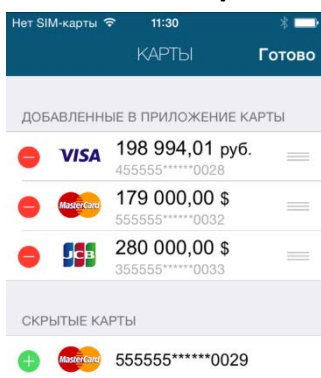 Нет SIM-карты 11:30
КАРТЫ Готово
ДОБАВЛЕННЫЕ В ПРИЛОЖЕНИЕ КАРТЫ
VISA 198 994,01 руб.
455555******0028
MasterCard 179 000,00 $
555555******0032
JCB 280 000,00 $
355555******0033
СКРЫТЫЕ КАРТЫ
MasterCard 555555******0029